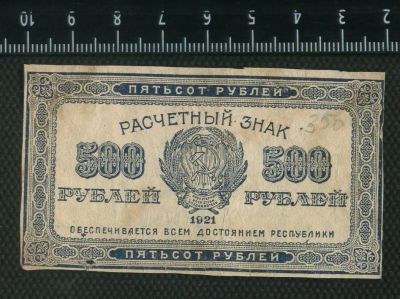 10 9 8 7 6 5 4 3 2
ПЯТЬСОТ РУБЛЕЙ
РАСЧЕТНЫЙ ЗНАК
350
500 500
РУБЛЕЙ РУБЛЕЙ
1921
ОБЕСПЕЧИВАЕТСЯ ВСЕМ ДОСТОЯНИЕМ РЕСПУБЛИКИ
ПЯТЬСОТ РУБЛЕЙ